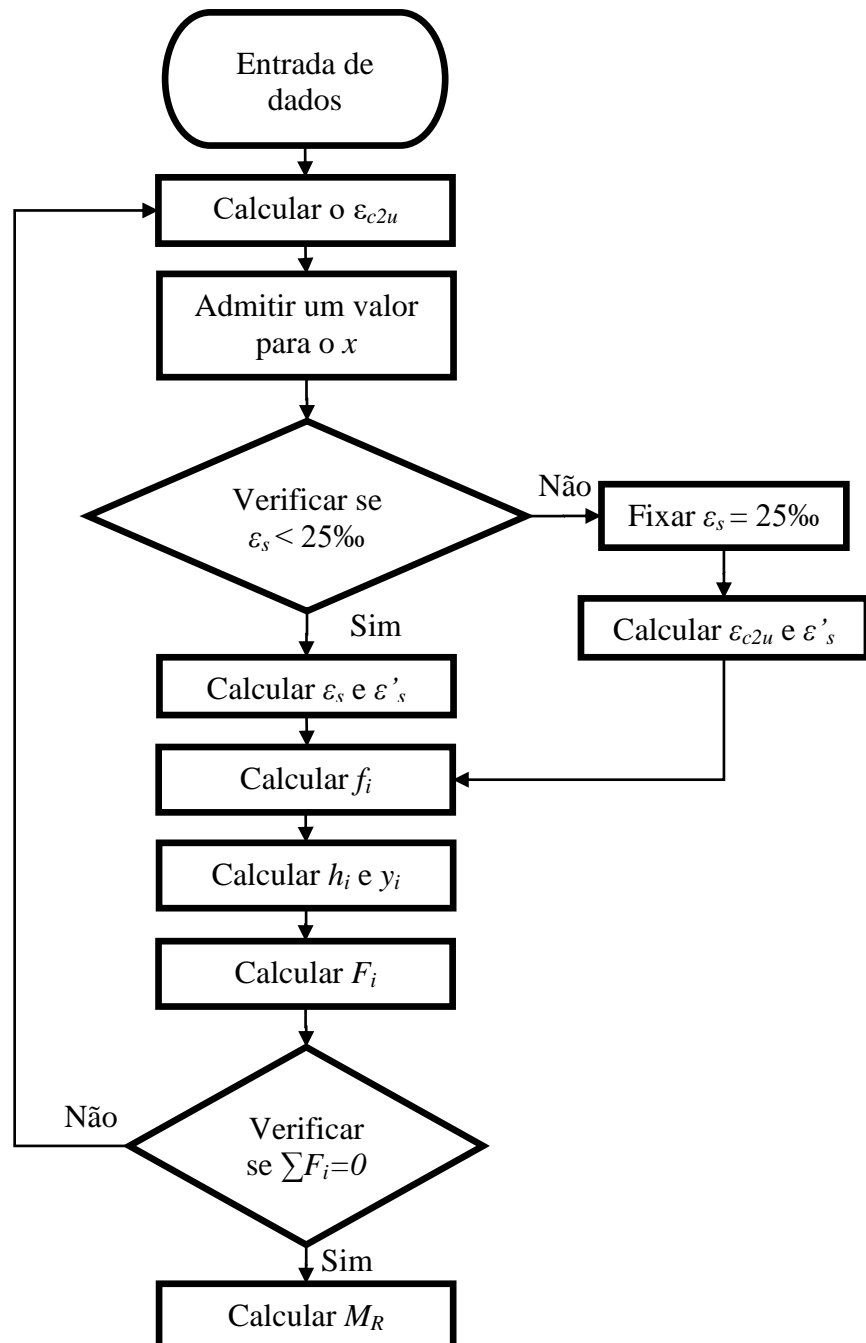 Entrada de
dados
Calcular o εc2u
Admitir um valor
para o x
Verificar se
εs < 25‰
Não
Fixar εs = 25‰
Calcular εc2u e ε’s
Sim
Calcular εs e ε’s
Calcular fi
Calcular hi e yi
Calcular Fi
Não
Verificar
se ∑Fi=0
Sim
Calcular MR